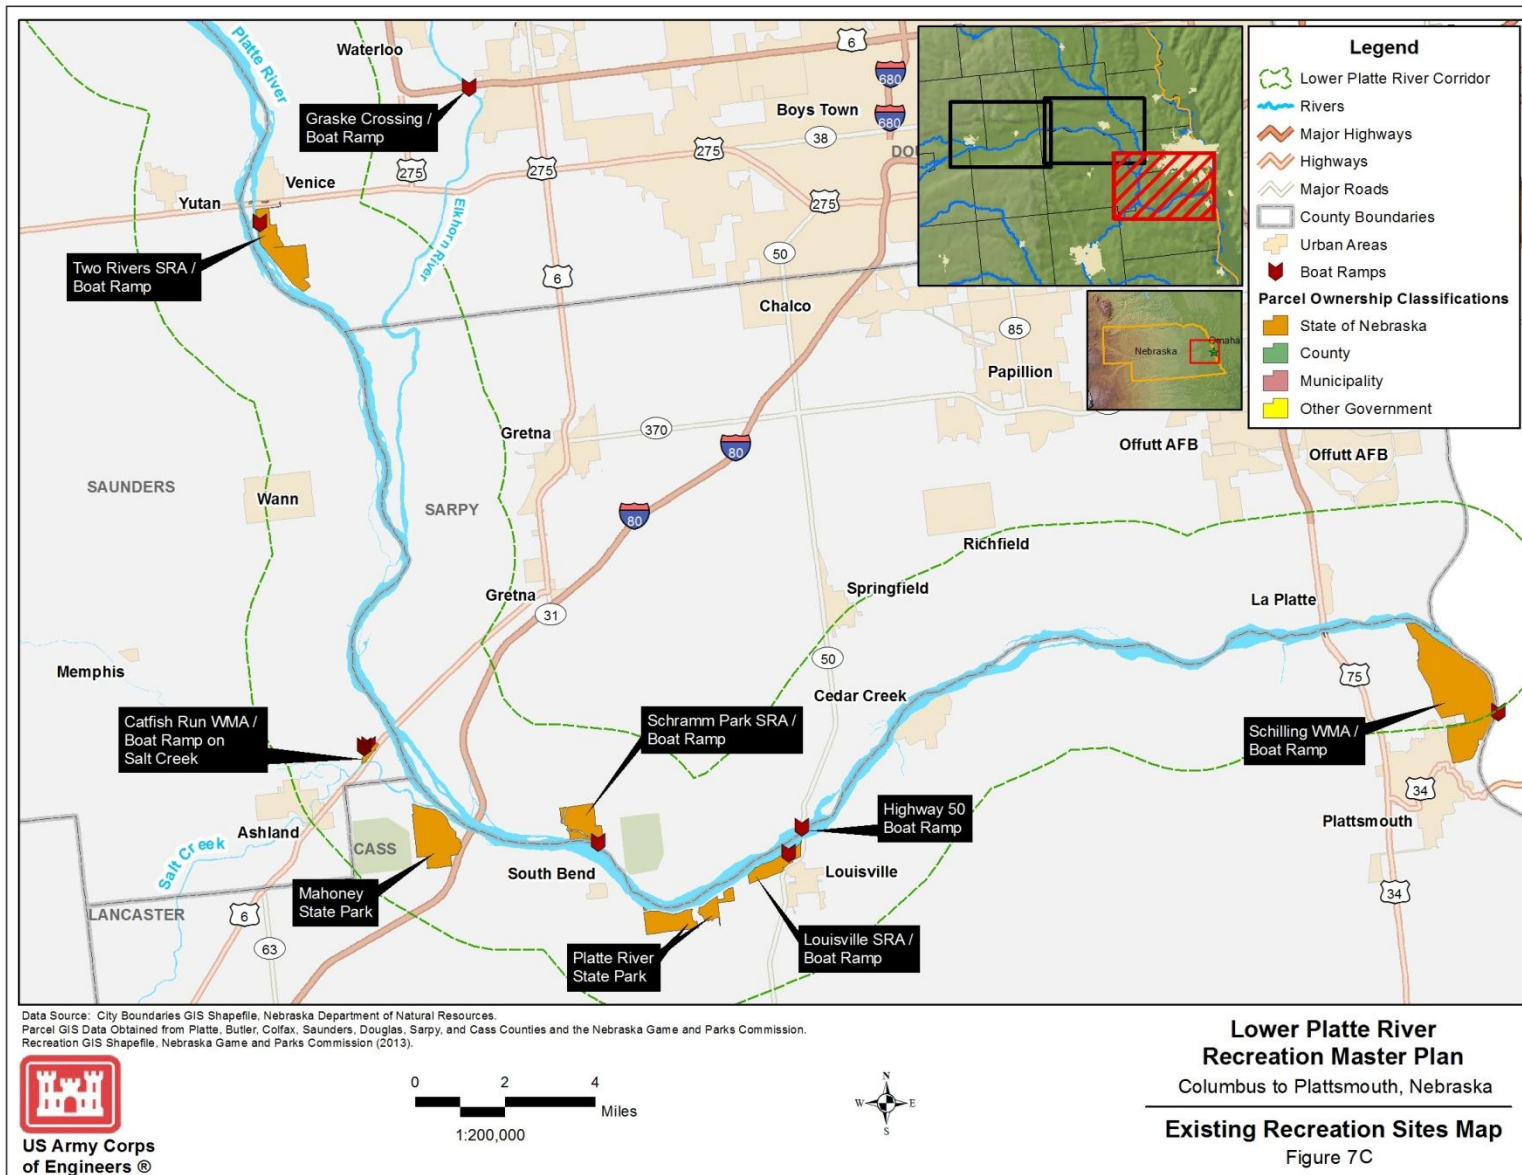 Platte River
Waterloo
6
680
Graske Crossing /
Boat Ramp
Boys Town
680
38
DOU
275
275
275
Venice
Yutan
275
Elkhorn River
50
Two Rivers SRA /
Boat Ramp
6
Chalco
85
Papillion
Gretna
370
80
Offutt AFB
Offutt AFB
SAUNDERS
Wann
SARPY
80
Richfield
Springfield
Gretna
31
La Platte
Memphis
50
75
Cedar Creek
Catfish Run WMA /
Boat Ramp on
Salt Creek
Schramm Park SRA /
Boat Ramp
Schilling WMA /
Boat Ramp
34
Highway 50
Boat Ramp
Plattsmouth
Ashland
CASS
Salt Creek
South Bend
Louisville
Mahoney
State Park
34
LANCASTER
6
63
Platte River
State Park
Louisville SRA /
Boat Ramp
Nebraska
Omaha
Legend
Lower Platte River Corridor
Rivers
Major Highways
Highways
Major Roads
County Boundaries
Urban Areas
Boat Ramps
Parcel Ownership Classifications
State of Nebraska
County
Municipality
Other Government
Data Source: City Boundaries GIS Shapefile, Nebraska Department of Natural Resources.
Parcel GIS Data Obtained from Platte, Butler, Colfax, Saunders, Douglas, Sarpy, and Cass Counties and the Nebraska Game and Parks Commission.
Recreation GIS Shapefile, Nebraska Game and Parks Commission (2013).
US Army Corps
of Engineers ®
0 2 4
Miles
1:200,000
N
W E
S
Lower Platte River
Recreation Master Plan
Columbus to Plattsmouth, Nebraska
Existing Recreation Sites Map
Figure 7C